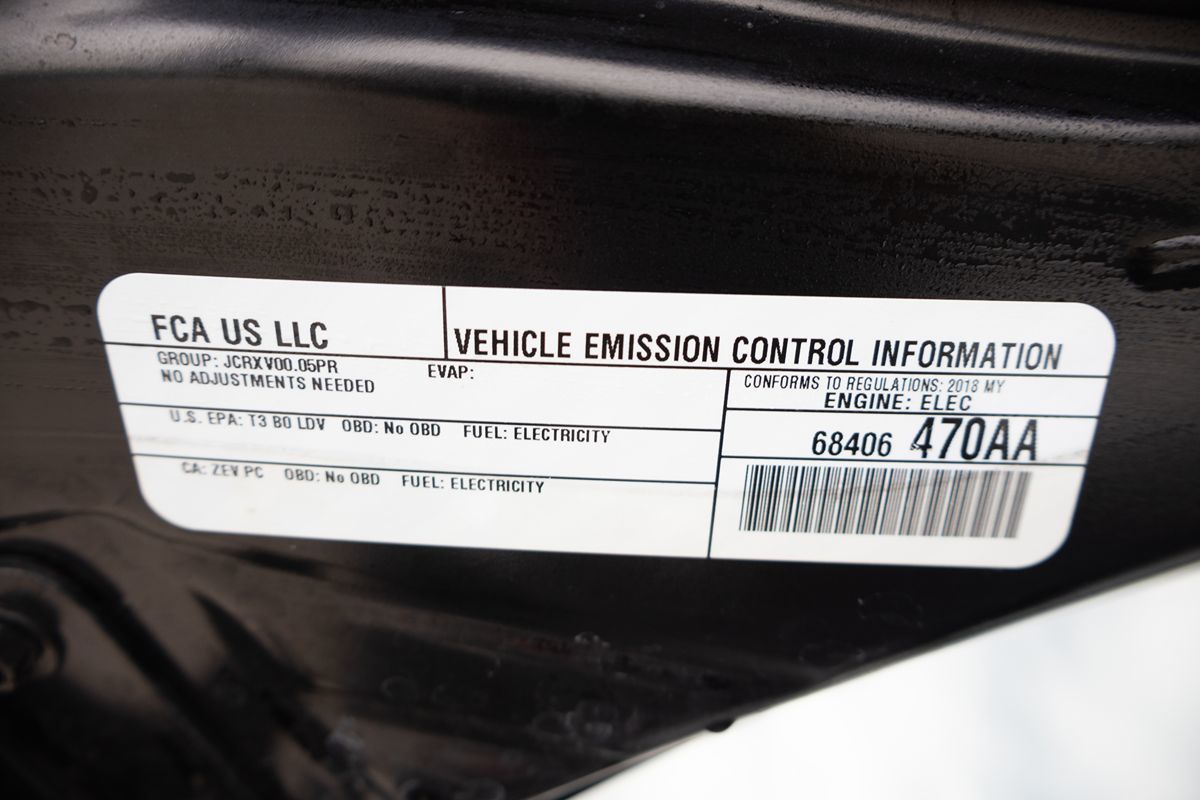 FCA US LLC
VEHICLE EMISSION CONTROL INFORMATION
GROUP: JCRXV00.05PR
EVAP:
NO ADJUSTMENTS NEEDED
CONFORMS TO REGULATIONS: 2018 MY
ENGINE: ELEC
U.S. EPA: T3 B0 LDV OBD: No OBD FUEL: ELECTRICITY
68406 470AA
CA: ZEV PC OBD: No OBD FUEL: ELECTRICITY